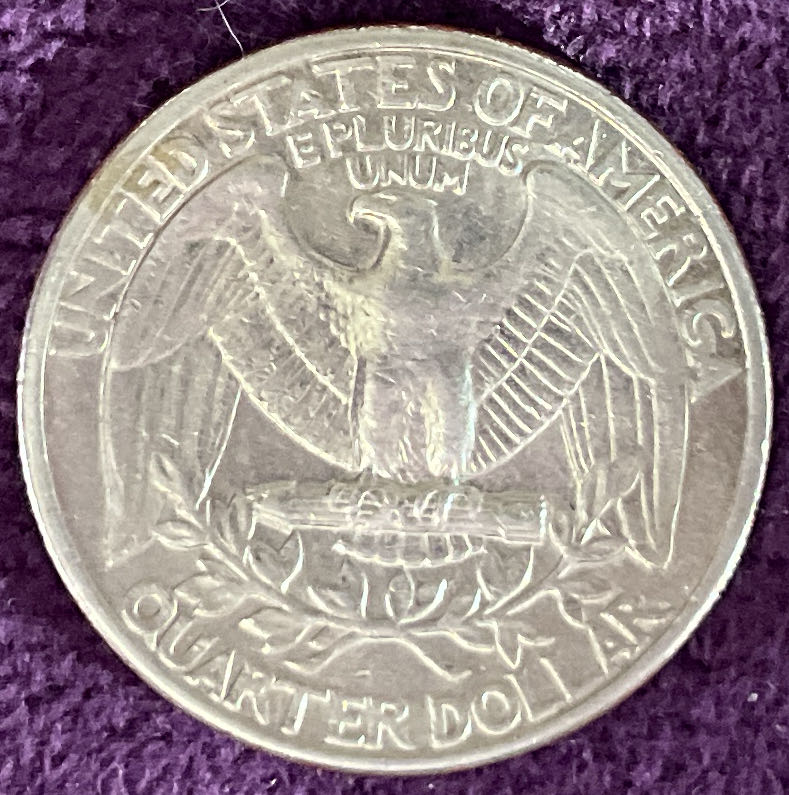 UNITED STATES OF AMERICA
E PLURIBUS
UNUM
QUARTER DOLLAR